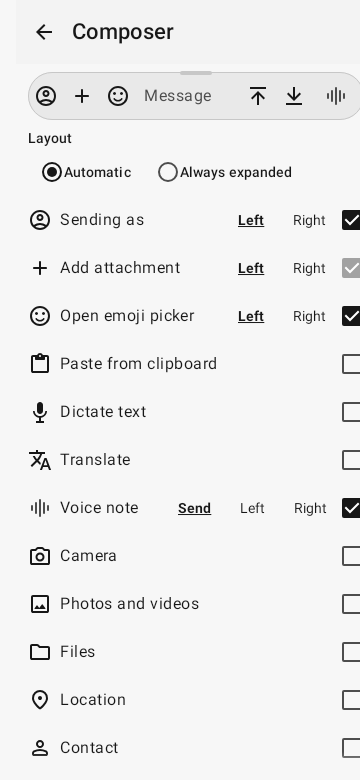 Composer
Message
Layout
Automatic Always expanded
Sending as Left Right
Add attachment Left Right
Open emoji picker Left Right
Paste from clipboard
Dictate text
Translate
Voice note Send Left Right
Camera
Photos and videos
Files
Location
Contact